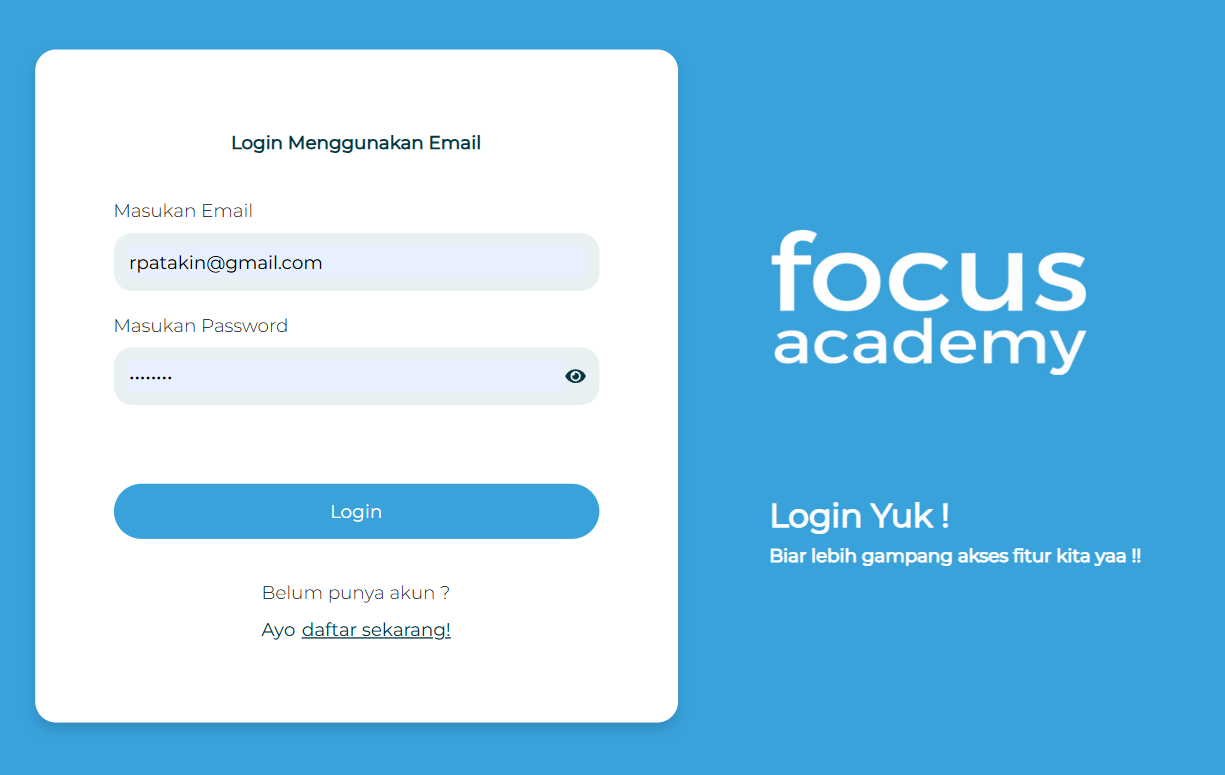 Login Menggunakan Email
Masukan Email
rpatakin@gmail.com
Masukan Password
········
Login
Belum punya akun ?
Ayo daftar sekarang!
focus
academy
Login Yuk !
Biar lebih gampang akses fitur kita yaa !!